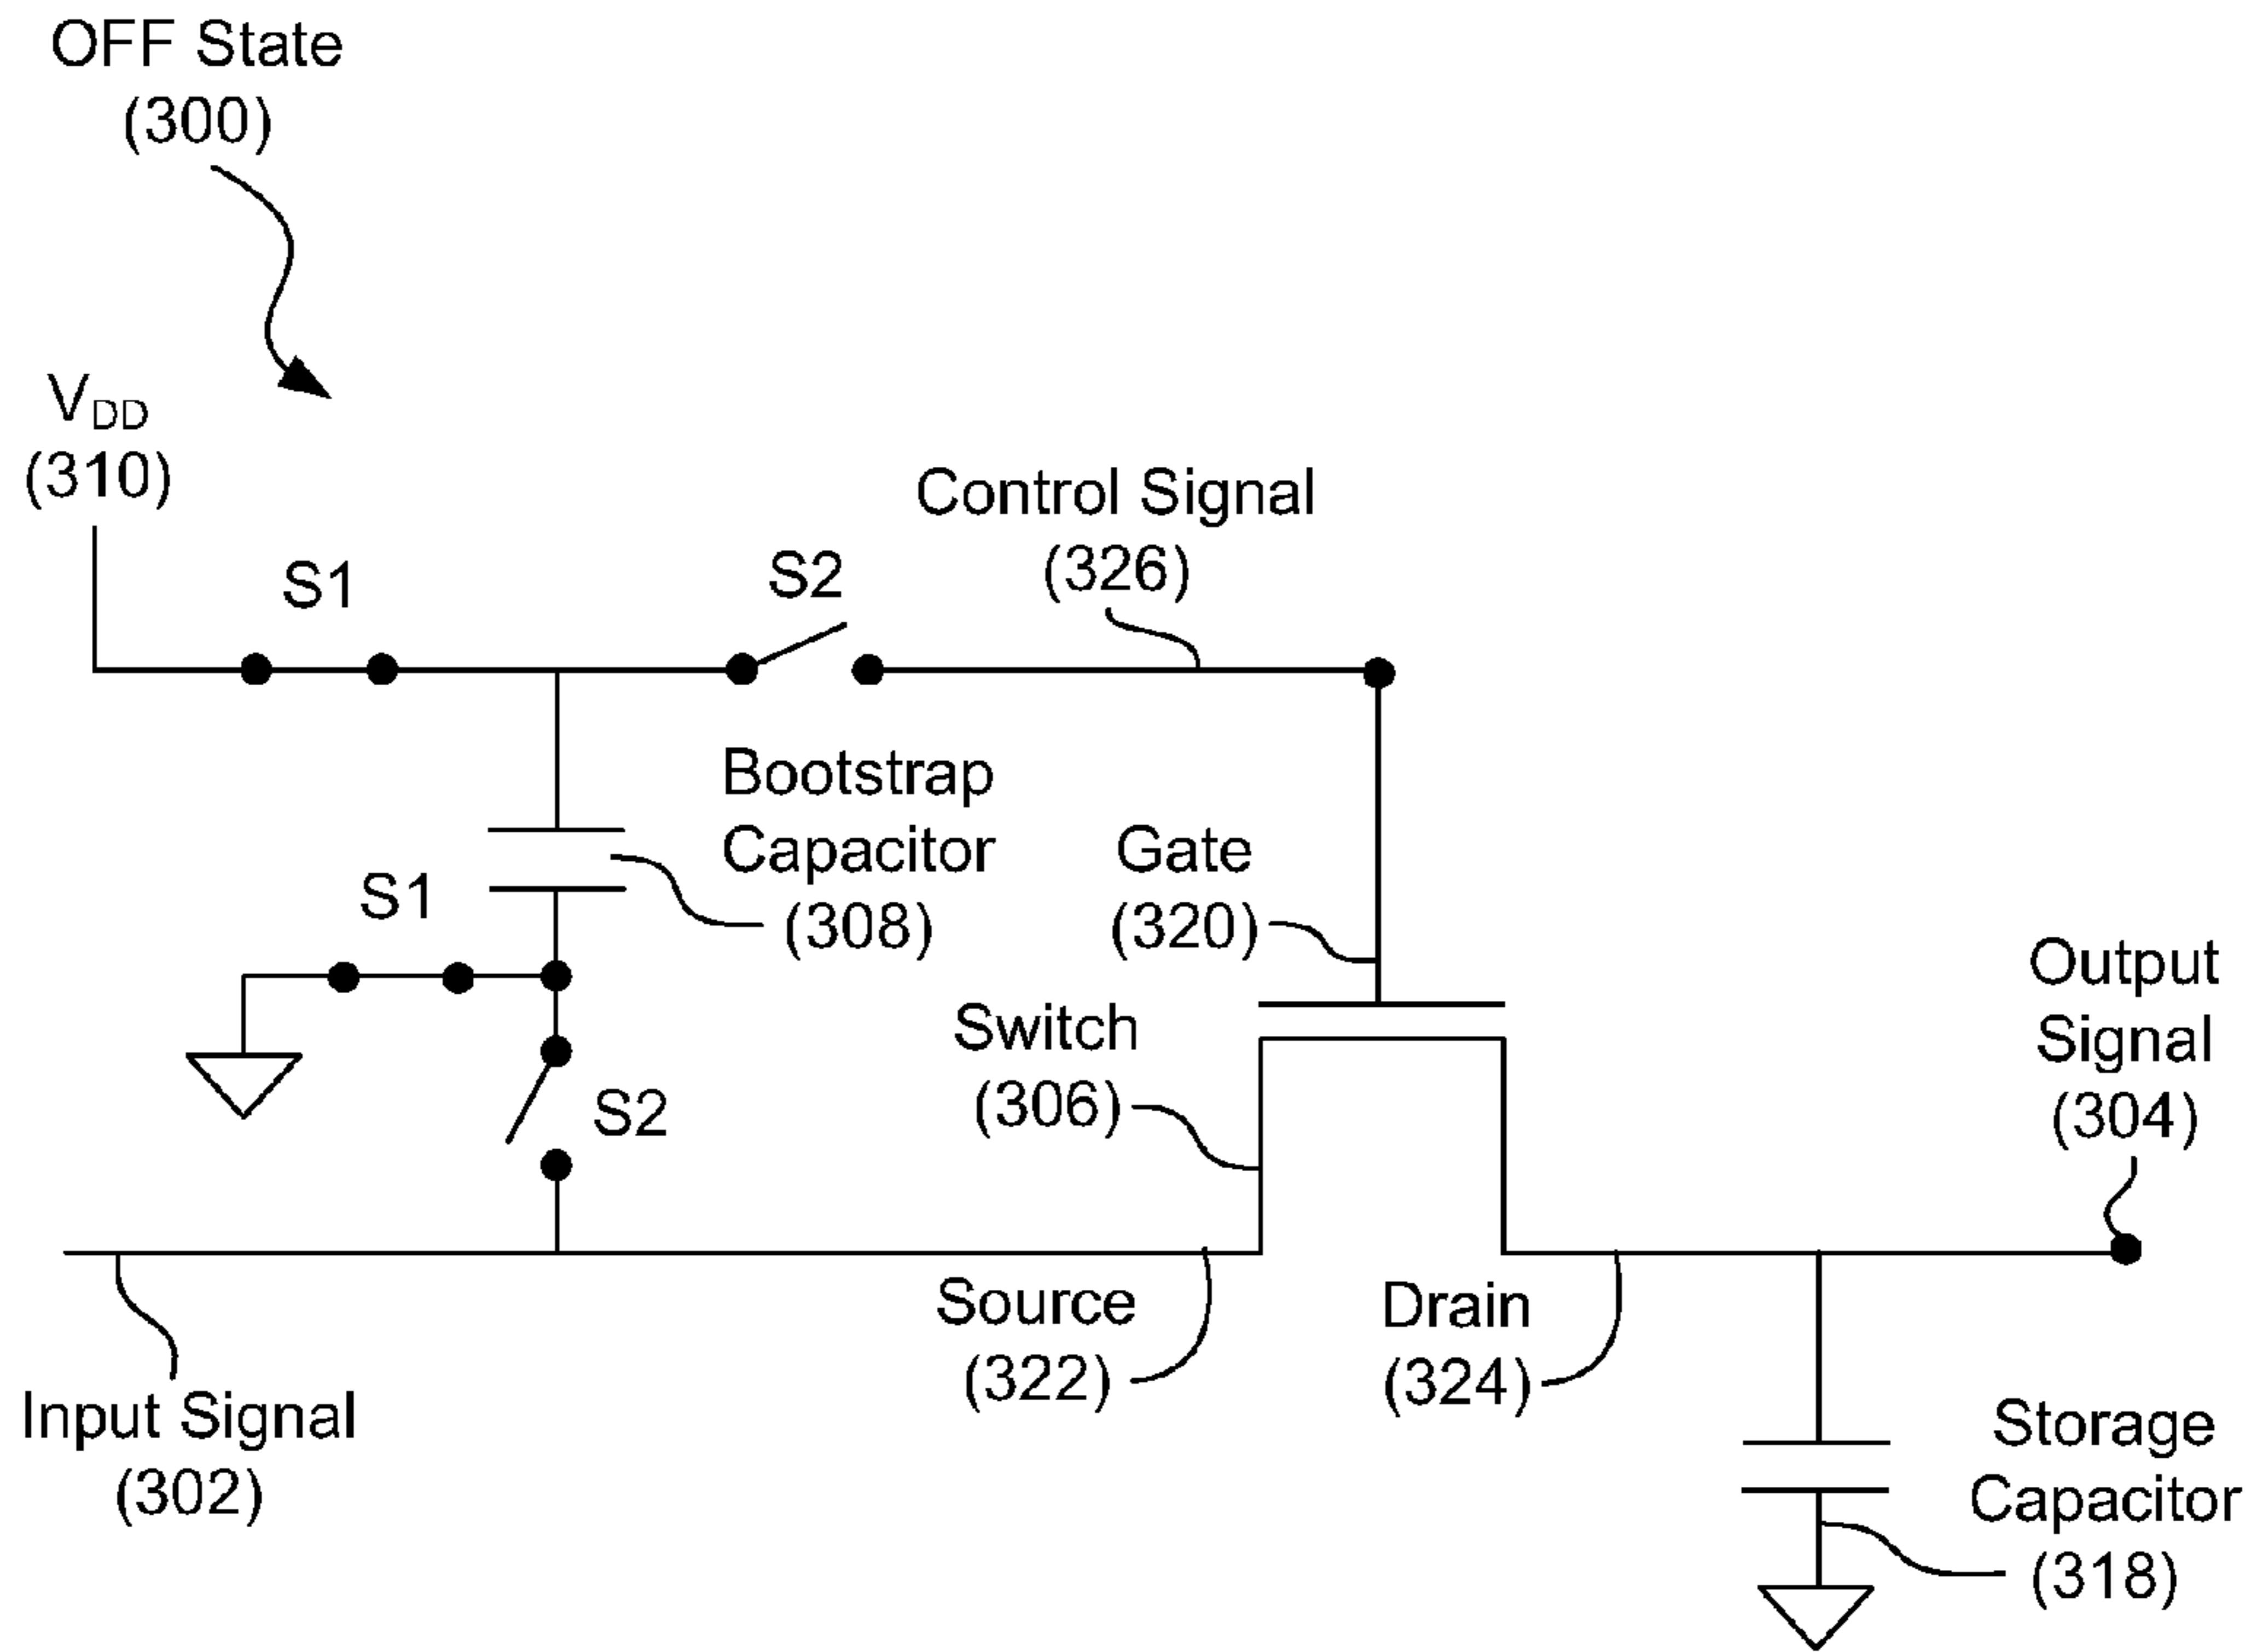 OFF State
(300)
VDD
(310)
S1
S2
Control Signal
(326)
Bootstrap
Capacitor
(308)
S1
Gate
(320)
Switch
(306)
S2
Output
Signal
(304)
Source
(322)
Drain
(324)
Input Signal
(302)
Storage
Capacitor
(318)